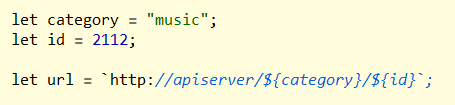 let category = "music";
let id = 2112;
let url = `http://apiserver/${category}/${id}`;